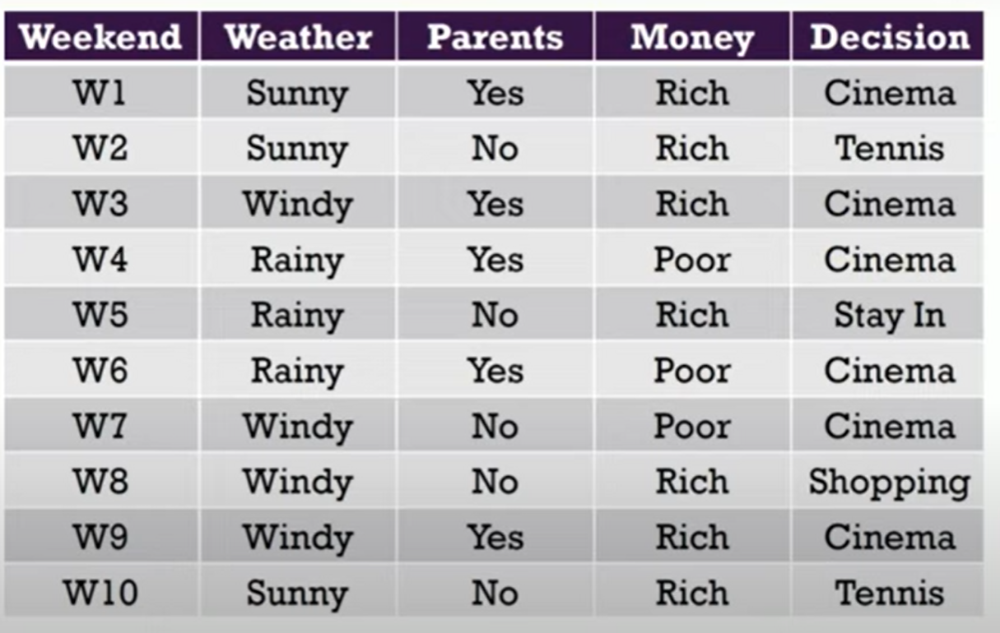 Weekend Weather Parents Money Decision
W1 Sunny Yes Rich Cinema
W2 Sunny No Rich Tennis
W3 Windy Yes Rich Cinema
W4 Rainy Yes Poor Cinema
W5 Rainy No Rich Stay In
W6 Rainy Yes Poor Cinema
W7 Windy No Poor Cinema
W8 Windy No Rich Shopping
W9 Windy Yes Rich Cinema
W10 Sunny No Rich Tennis